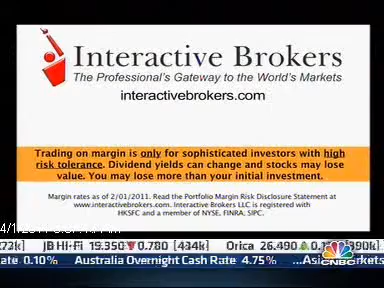 Interactive Brokers
The Professional's Gateway to the World's Markets
interactivebrokers.com
Trading on margin is only for sophisticated investors with high
risk tolerance. Dividend yields can change and stocks may lose
value. You may lose more than your initial investment.
Margin rates as of 2/01/2011. Read the Portfolio Margin Risk Disclosure Statement at
www.interactivebrokers.com. Interactive Brokers LLC is registered with
HKSFC and a member of NYSE, FINRA, SIPC.
272k] JB Hi-Fi 19.350 0.780 [434k] Orica 26.490
ate 0.10% Australia Overnight Cash Rate 4.75%
CNBC